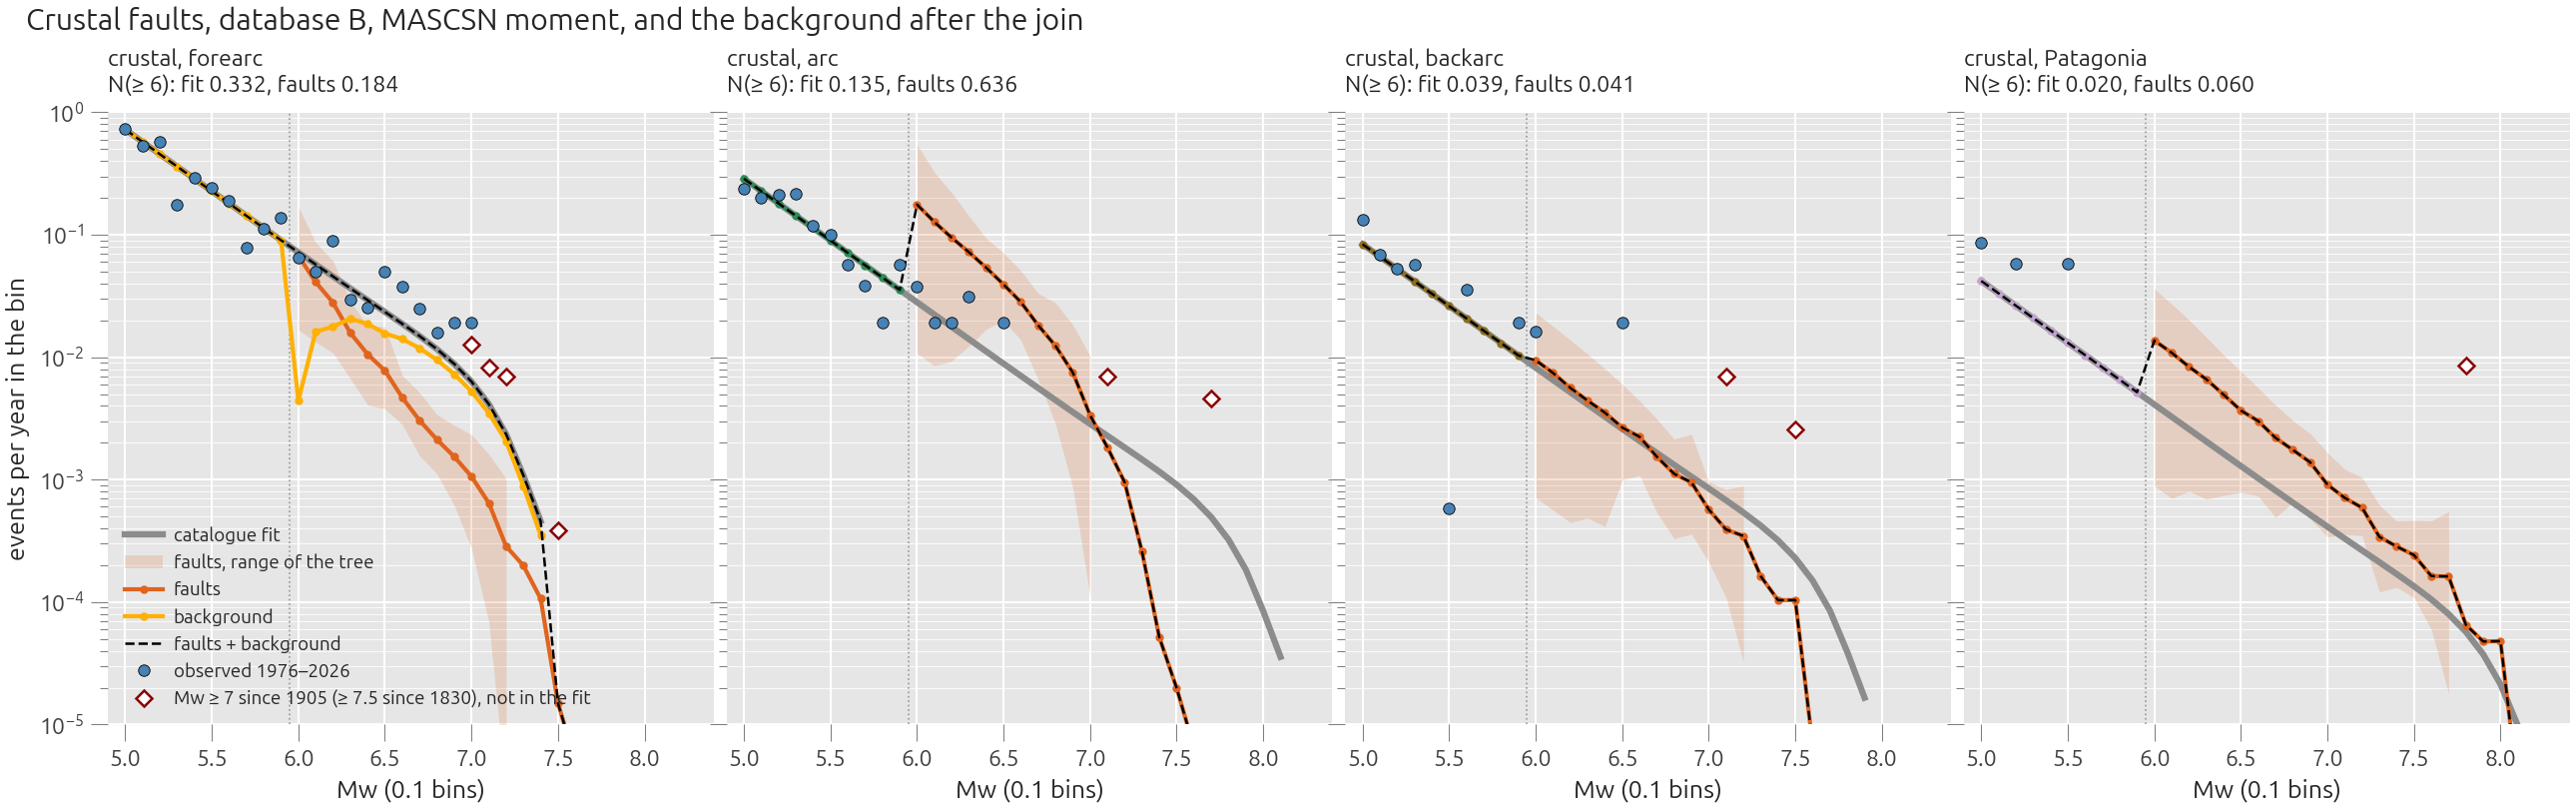 Crustal faults, database B, MASCSN moment, and the background after the join
crustal, forearc
N(≥ 6): fit 0.332, faults 0.184
crustal, arc
N(≥ 6): fit 0.135, faults 0.636
crustal, backarc
N(≥ 6): fit 0.039, faults 0.041
crustal, Patagonia
N(≥ 6): fit 0.020, faults 0.060
events per year in the bin
10⁰
10⁻¹
10⁻²
10⁻³
10⁻⁴
10⁻⁵
catalogue fit
faults, range of the tree
faults
background
faults + background
observed 1976–2026
Mw ≥ 7 since 1905 (≥ 7.5 since 1830), not in the fit
5.0 5.5 6.0 6.5 7.0 7.5 8.0
Mw (0.1 bins)
5.0 5.5 6.0 6.5 7.0 7.5 8.0
Mw (0.1 bins)
5.0 5.5 6.0 6.5 7.0 7.5 8.0
Mw (0.1 bins)
5.0 5.5 6.0 6.5 7.0 7.5 8.0
Mw (0.1 bins)